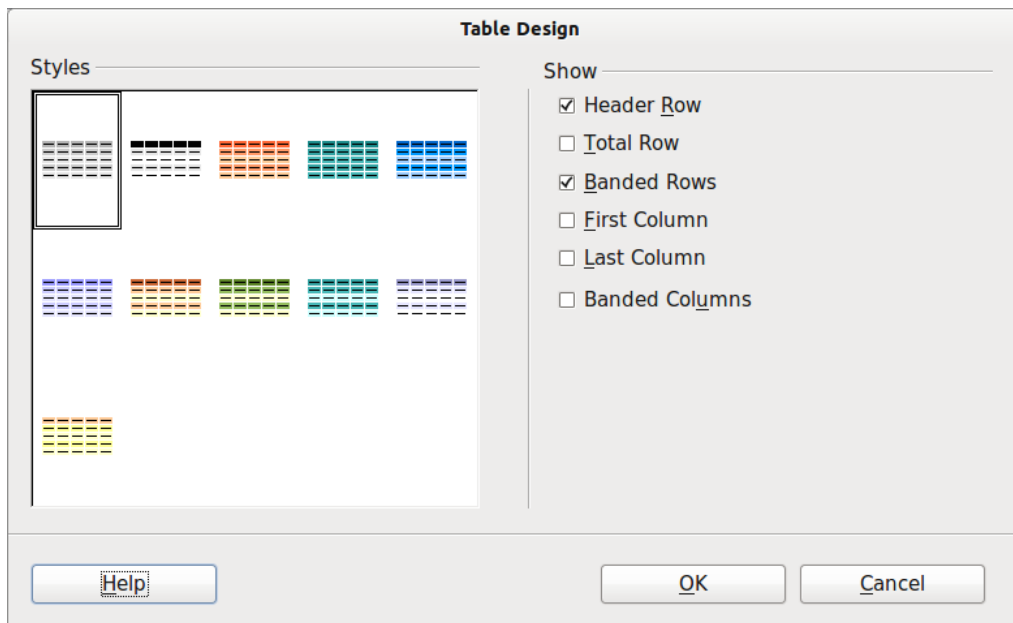 Table Design
Styles
Show
Header Row
Total Row
Banded Rows
First Column
Last Column
Banded Columns
Help
OK
Cancel